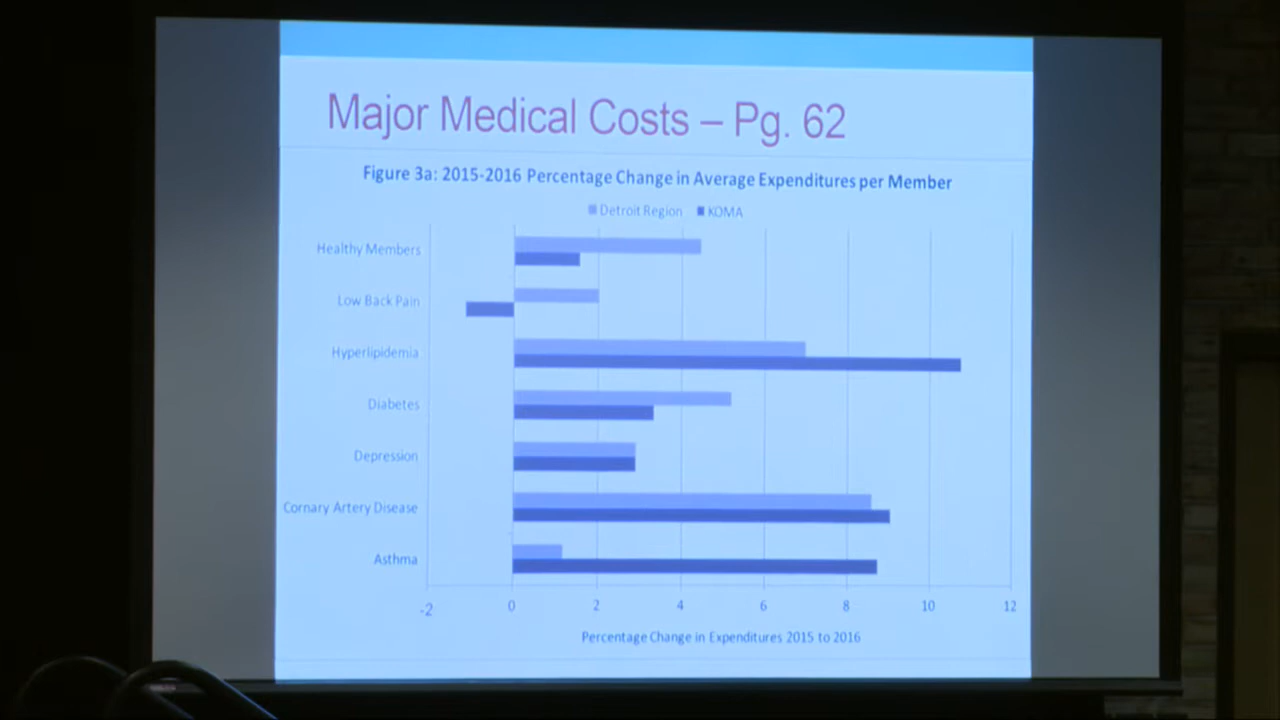 Major Medical Costs – Pg. 62
Figure 3a: 2015-2016 Percentage Change in Average Expenditures per Member
Detroit Region KOMA
Healthy Members
Low Back Pain
Hyperlipidemia
Diabetes
Depression
Cornary Artery Disease
Asthma
-2 0 2 4 6 8 10 12
Percentage Change in Expenditures 2015 to 2016